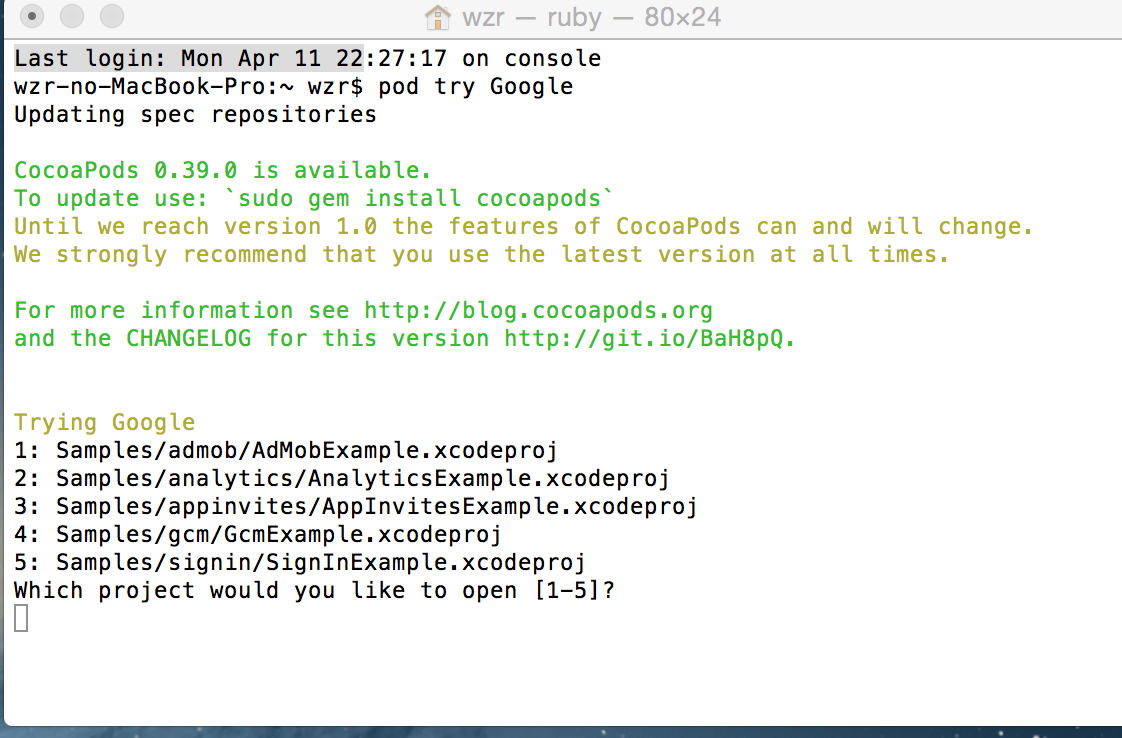 wzr — ruby — 80×24
Last login: Mon Apr 11 22:27:17 on console
wzr-no-MacBook-Pro:~ wzr$ pod try Google
Updating spec repositories
CocoaPods 0.39.0 is available.
To update use: `sudo gem install cocoapods`
Until we reach version 1.0 the features of CocoaPods can and will change.
We strongly recommend that you use the latest version at all times.
For more information see http://blog.cocoapods.org
and the CHANGELOG for this version http://git.io/BaH8pQ.
Trying Google
1: Samples/admob/AdMobExample.xcodeproj
2: Samples/analytics/AnalyticsExample.xcodeproj
3: Samples/appinvites/AppInvitesExample.xcodeproj
4: Samples/gcm/GcmExample.xcodeproj
5: Samples/signin/SignInExample.xcodeproj
Which project would you like to open [1-5]?